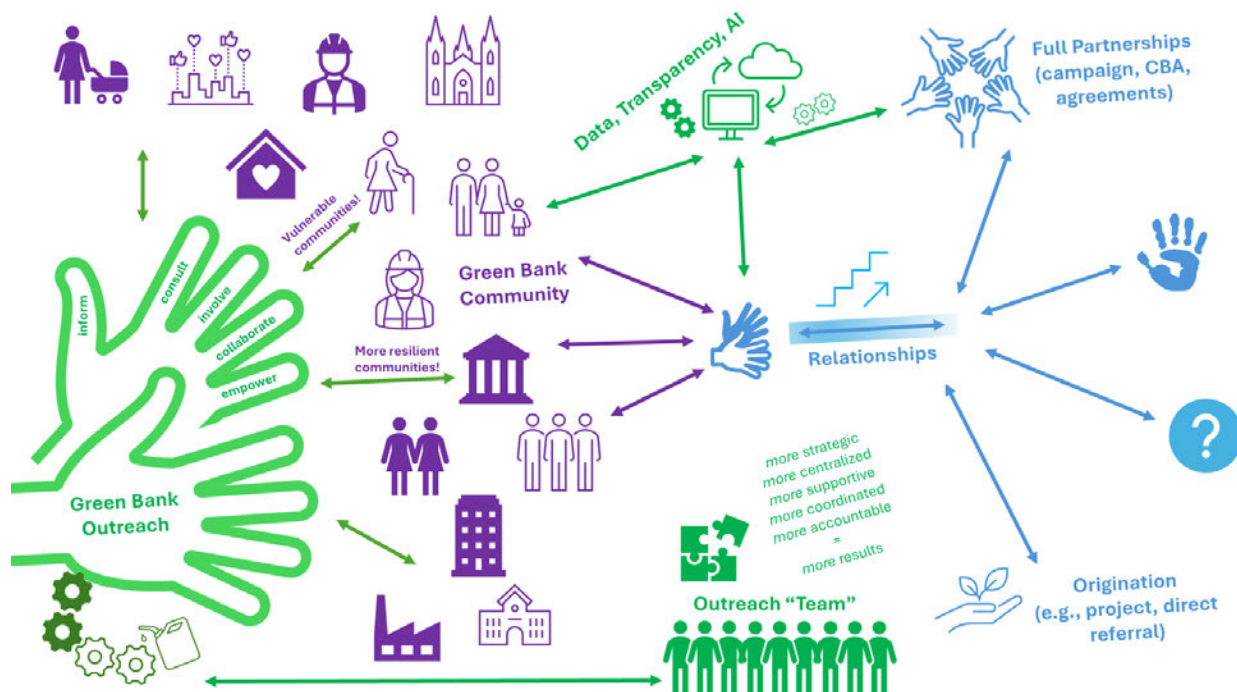 Data, Transparency, AI
Full Partnerships
(campaign, CBA,
agreements)
Vulnerable
communities!
inform
consult
involve
collaborate
empower
Green Bank
Community
More resilient
communities!
Relationships
Green Bank
Outreach
more strategic
more centralized
more supportive
more coordinated
more accountable
=
more results
Outreach “Team”
Origination
(e.g., project, direct
referral)
?